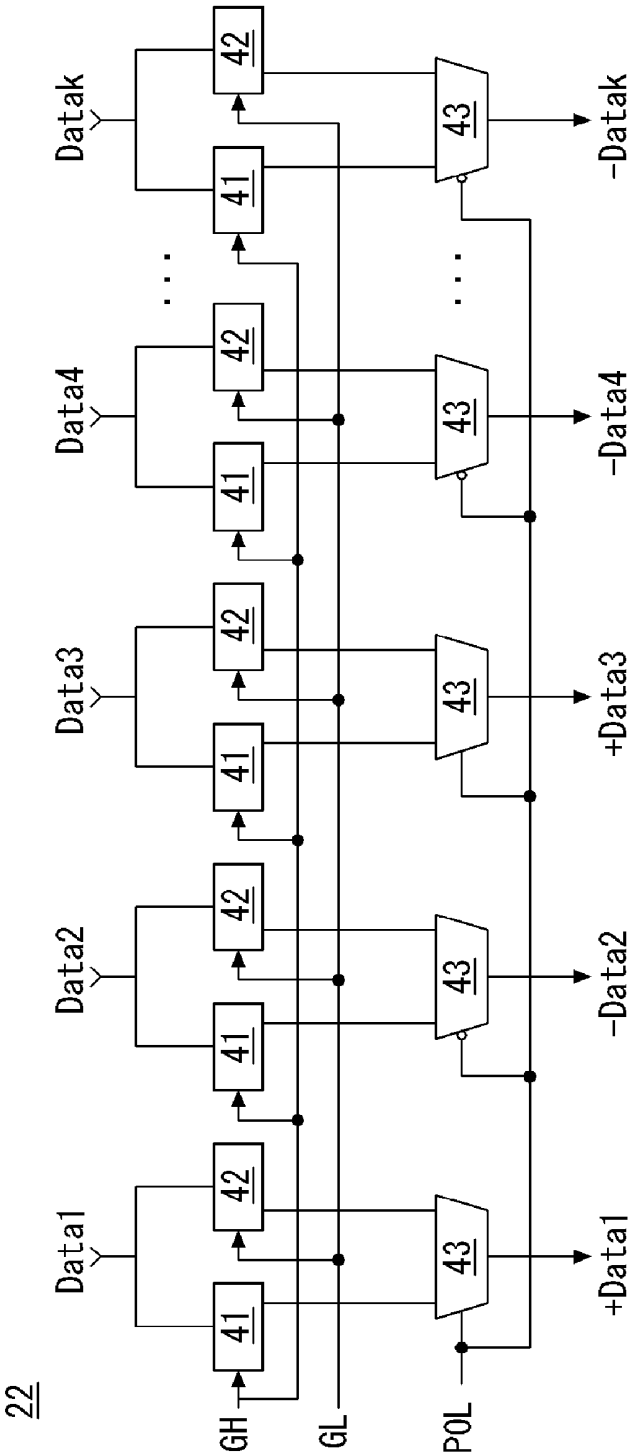 22
Data1 Data2 Data3 Data4 Datak
41 42 41 42 41 42 41 42 ... 41 42
GH
GL
43 43 43 43 ... 43
POL
+Data1 -Data2 +Data3 -Data4 -Datak